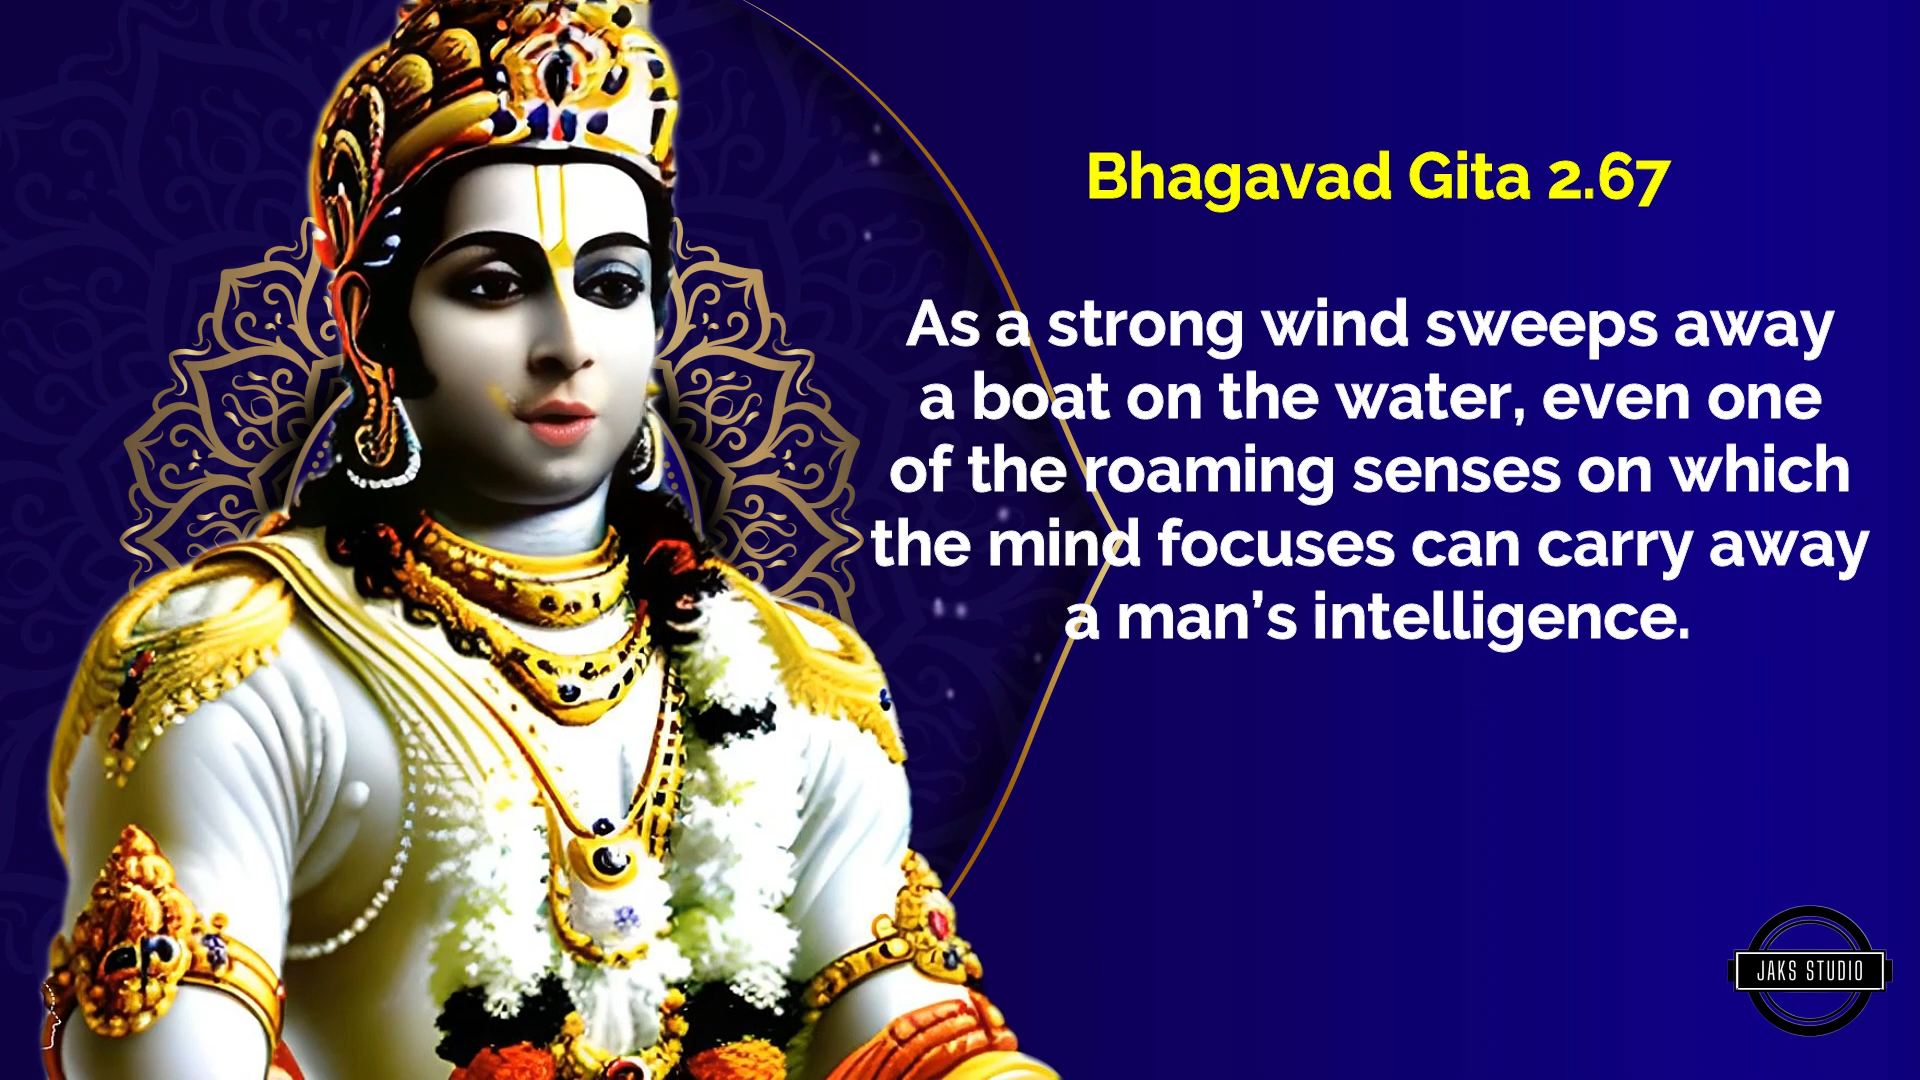 Bhagavad Gita 2.67
As a strong wind sweeps away
a boat on the water, even one
of the roaming senses on which
the mind focuses can carry away
a man’s intelligence.
JAKS STUDIO